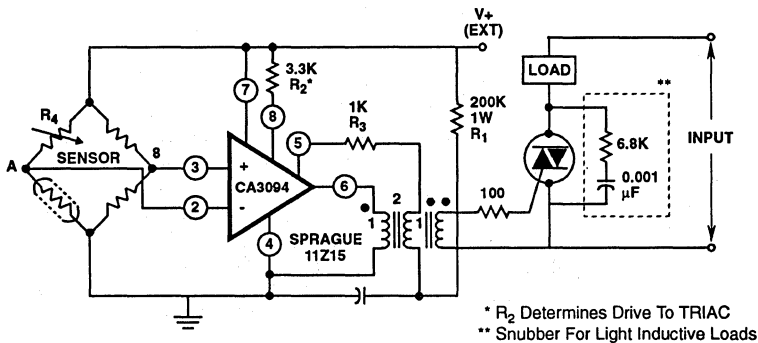 V+
(EXT)
3.3K
R2*
7
8
R4
SENSOR
A
8
3
2
+
-
CA3094
5
1K
R3
6
4
SPRAGUE
11Z15
1
2
1
200K
1W
R1
100
LOAD
**
6.8K
0.001
µF
INPUT
* R2 Determines Drive To TRIAC
** Snubber For Light Inductive Loads